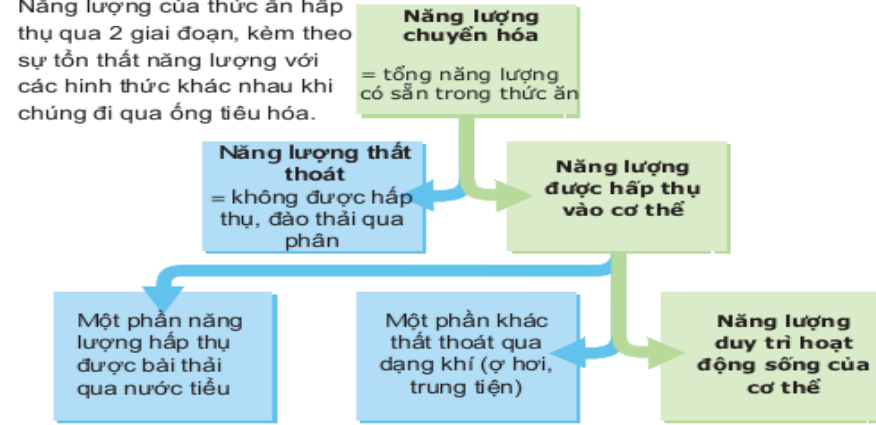 Năng lượng của thức ăn hấp
thụ qua 2 giai đoạn, kèm theo
sự tổn thất năng lượng với
các hinh thức khác nhau khi
chúng đi qua ống tiêu hóa.
Năng lượng
chuyển hóa
= tổng năng lượng
có sẵn trong thức ăn
Năng lượng thất
thoát
= không được hấp
thụ, đào thải qua
phân
Năng lượng
được hấp thụ
vào cơ thể
Một phần năng
lượng hấp thụ
được bài thải
qua nước tiểu
Một phần khác
thất thoát qua
dạng khí (ợ hơi,
trung tiện)
Năng lượng
duy trì hoạt
động sống của
cơ thể